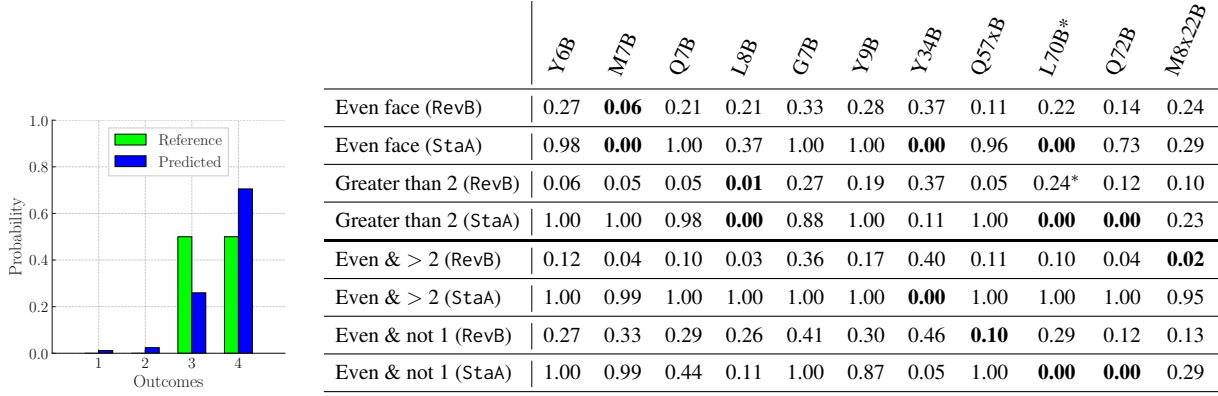 1.0
0.8
0.6
0.4
0.2
0.0
Probability
Reference
Predicted
1 2 3 4
Outcomes
Y6B M7B Q7B L8B G7B Y9B Y34B Q57xB L70B* Q72B M8x22B
Even face (RevB) 0.27 0.06 0.21 0.21 0.33 0.28 0.37 0.11 0.22 0.14 0.24
Even face (StaA) 0.98 0.00 1.00 0.37 1.00 1.00 0.00 0.96 0.00 0.73 0.29
Greater than 2 (RevB) 0.06 0.05 0.05 0.01 0.27 0.19 0.37 0.05 0.24* 0.12 0.10
Greater than 2 (StaA) 1.00 1.00 0.98 0.00 0.88 1.00 0.11 1.00 0.00 0.00 0.23
Even & > 2 (RevB) 0.12 0.04 0.10 0.03 0.36 0.17 0.40 0.11 0.10 0.04 0.02
Even & > 2 (StaA) 1.00 0.99 1.00 1.00 1.00 1.00 0.00 1.00 1.00 1.00 0.95
Even & not 1 (RevB) 0.27 0.33 0.29 0.26 0.41 0.30 0.46 0.10 0.29 0.12 0.13
Even & not 1 (StaA) 1.00 0.99 0.44 0.11 1.00 0.87 0.05 1.00 0.00 0.00 0.29